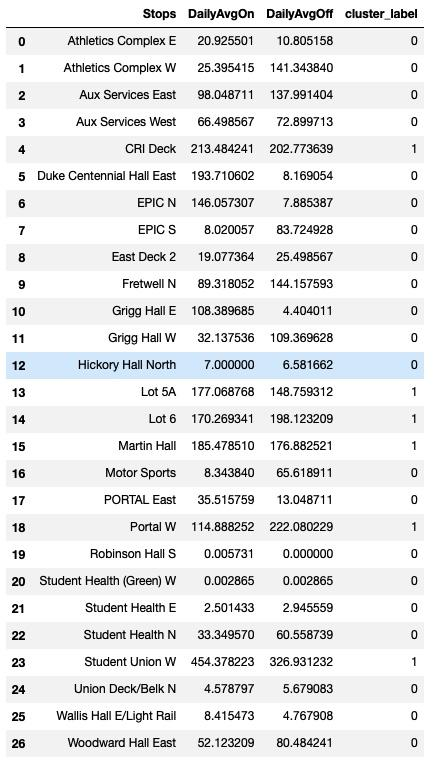 Stops DailyAvgOn DailyAvgOff cluster_label
0 Athletics Complex E 20.925501 10.805158 0
1 Athletics Complex W 25.395415 141.343840 0
2 Aux Services East 98.048711 137.991404 0
3 Aux Services West 66.498567 72.899713 0
4 CRI Deck 213.484241 202.773639 1
5 Duke Centennial Hall East 193.710602 8.169054 0
6 EPIC N 146.057307 7.885387 0
7 EPIC S 8.020057 83.724928 0
8 East Deck 2 19.077364 25.498567 0
9 Fretwell N 89.318052 144.157593 0
10 Grigg Hall E 108.389685 4.404011 0
11 Grigg Hall W 32.137536 109.369628 0
12 Hickory Hall North 7.000000 6.581662 0
13 Lot 5A 177.068768 148.759312 1
14 Lot 6 170.269341 198.123209 1
15 Martin Hall 185.478510 176.882521 1
16 Motor Sports 8.343840 65.618911 0
17 PORTAL East 35.515759 13.048711 0
18 Portal W 114.888252 222.080229 1
19 Robinson Hall S 0.005731 0.000000 0
20 Student Health (Green) W 0.002865 0.002865 0
21 Student Health E 2.501433 2.945559 0
22 Student Health N 33.349570 60.558739 0
23 Student Union W 454.378223 326.931232 1
24 Union Deck/Belk N 4.578797 5.679083 0
25 Wallis Hall E/Light Rail 8.415473 4.767908 0
26 Woodward Hall East 52.123209 80.484241 0